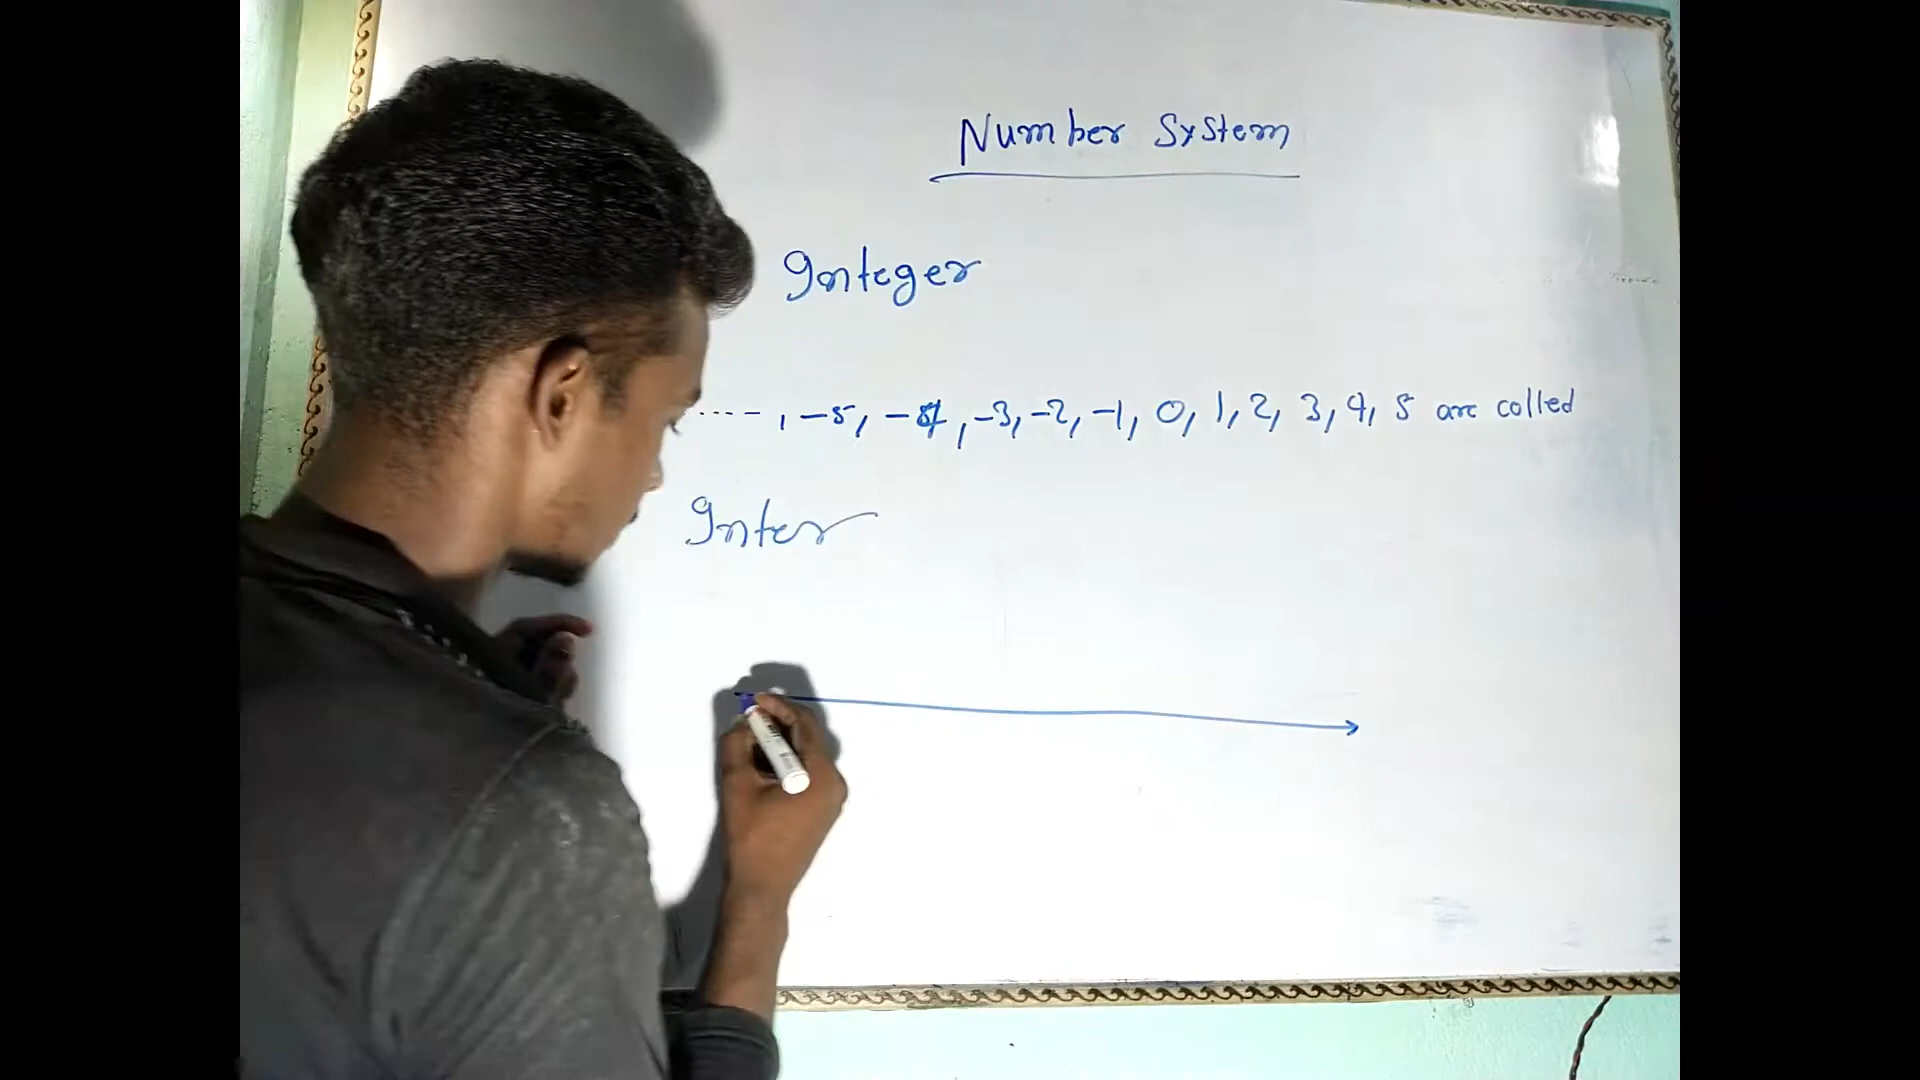 Number System
Integer
----, -5, -4, -3, -2, -1, 0, 1, 2, 3, 4, 5 are called
Inter